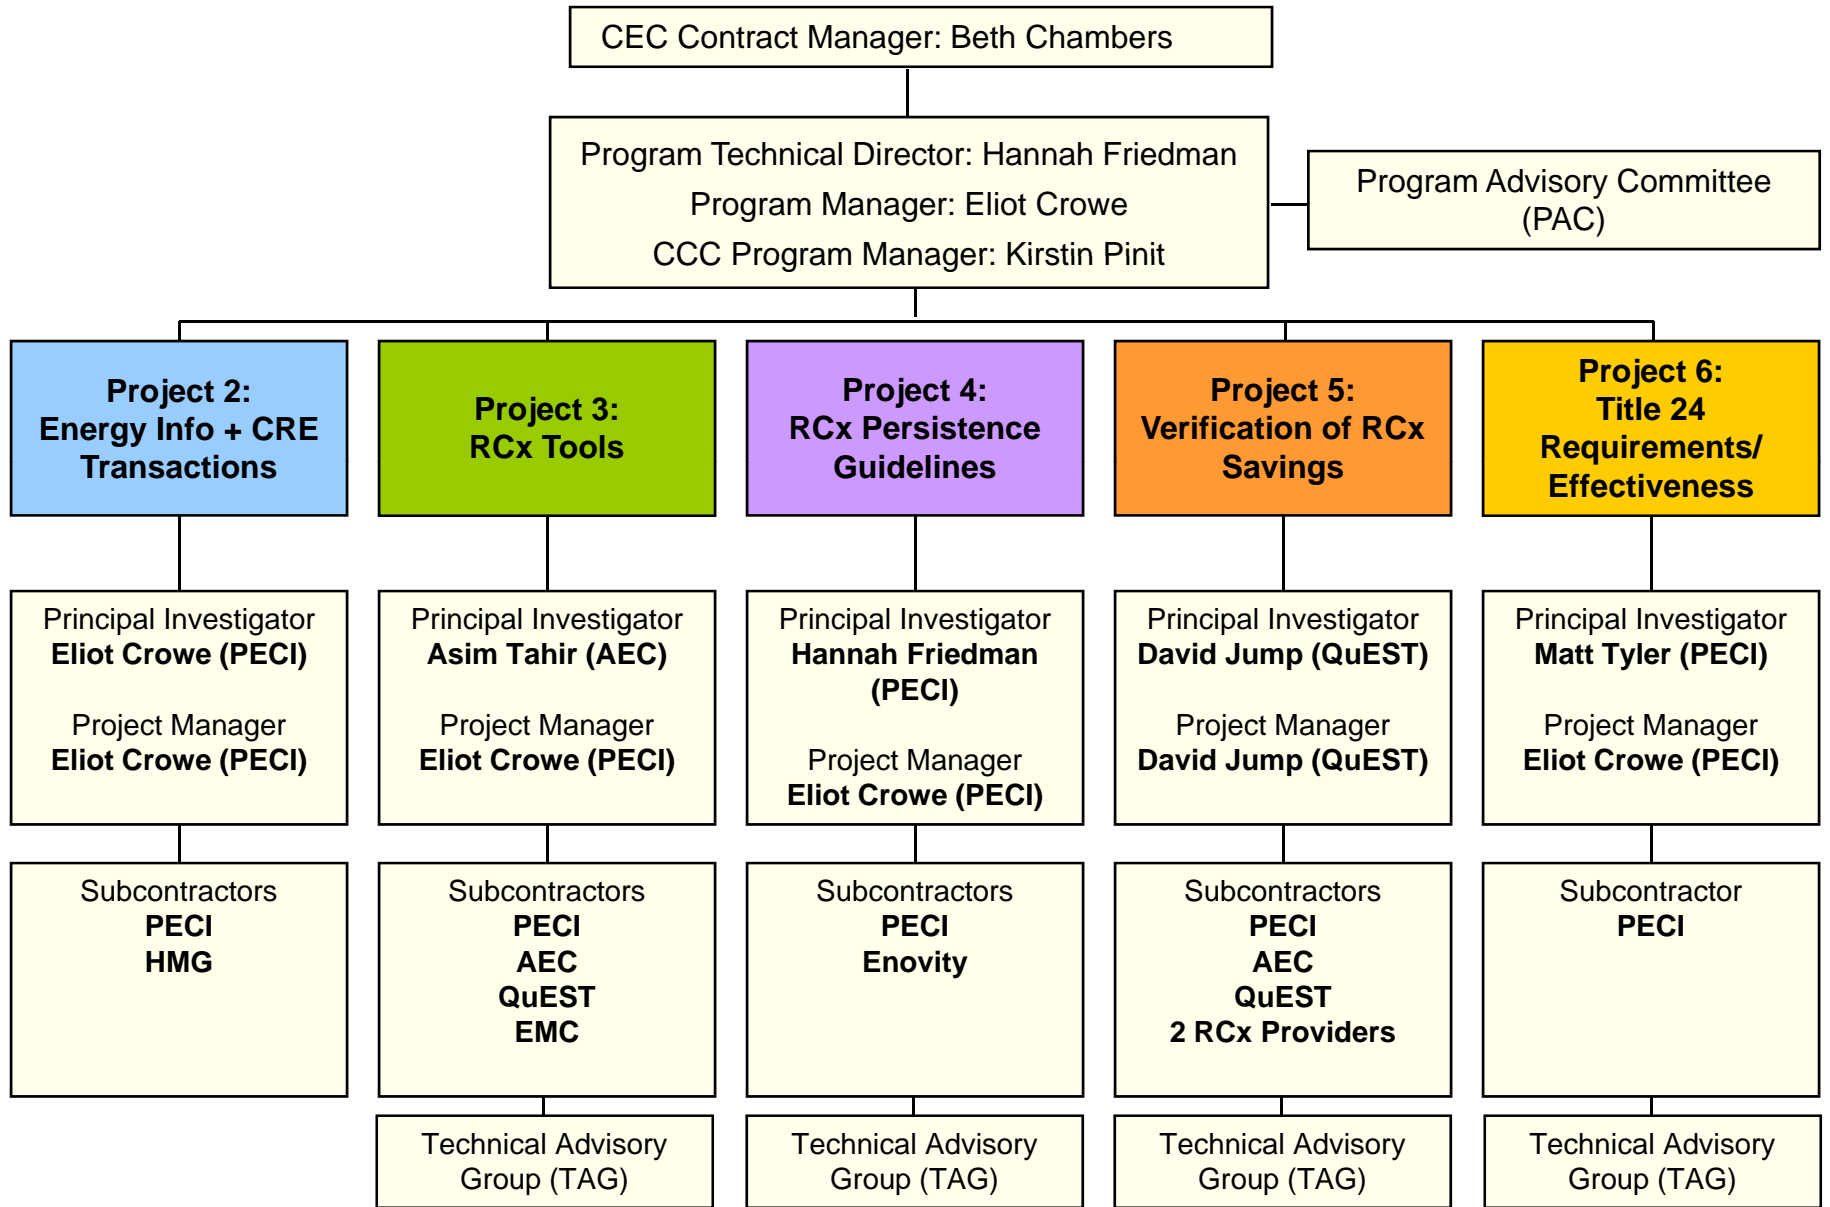 CEC Contract Manager: Beth Chambers
Program Technical Director: Hannah Friedman
Program Manager: Eliot Crowe
CCC Program Manager: Kirstin Pinit
Program Advisory Committee
(PAC)
Project 2:
Energy Info + CRE
Transactions
Project 3:
RCx Tools
Project 4:
RCx Persistence
Guidelines
Project 5:
Verification of RCx
Savings
Project 6:
Title 24
Requirements/
Effectiveness
Principal Investigator
Eliot Crowe (PECI)
Project Manager
Eliot Crowe (PECI)
Principal Investigator
Asim Tahir (AEC)
Project Manager
Eliot Crowe (PECI)
Principal Investigator
Hannah Friedman
(PECI)
Project Manager
Eliot Crowe (PECI)
Principal Investigator
David Jump (QuEST)
Project Manager
David Jump (QuEST)
Principal Investigator
Matt Tyler (PECI)
Project Manager
Eliot Crowe (PECI)
Subcontractors
PECI
HMG
Subcontractors
PECI
AEC
QuEST
EMC
Subcontractors
PECI
Enovity
Subcontractors
PECI
AEC
QuEST
2 RCx Providers
Subcontractor
PECI
Technical Advisory
Group (TAG)
Technical Advisory
Group (TAG)
Technical Advisory
Group (TAG)
Technical Advisory
Group (TAG)